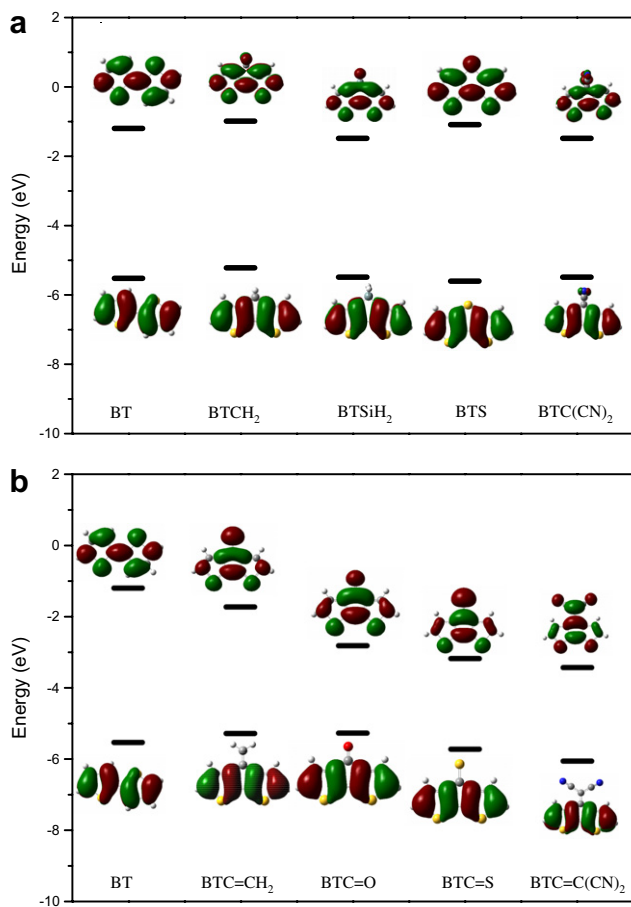 a
2
0
-2
-4
-6
-8
-10
Energy (eV)
BT BTCH₂ BTSiH₂ BTS BTC(CN)₂
b
2
0
-2
-4
-6
-8
-10
Energy (eV)
BT BTC=CH₂ BTC=O BTC=S BTC=C(CN)₂